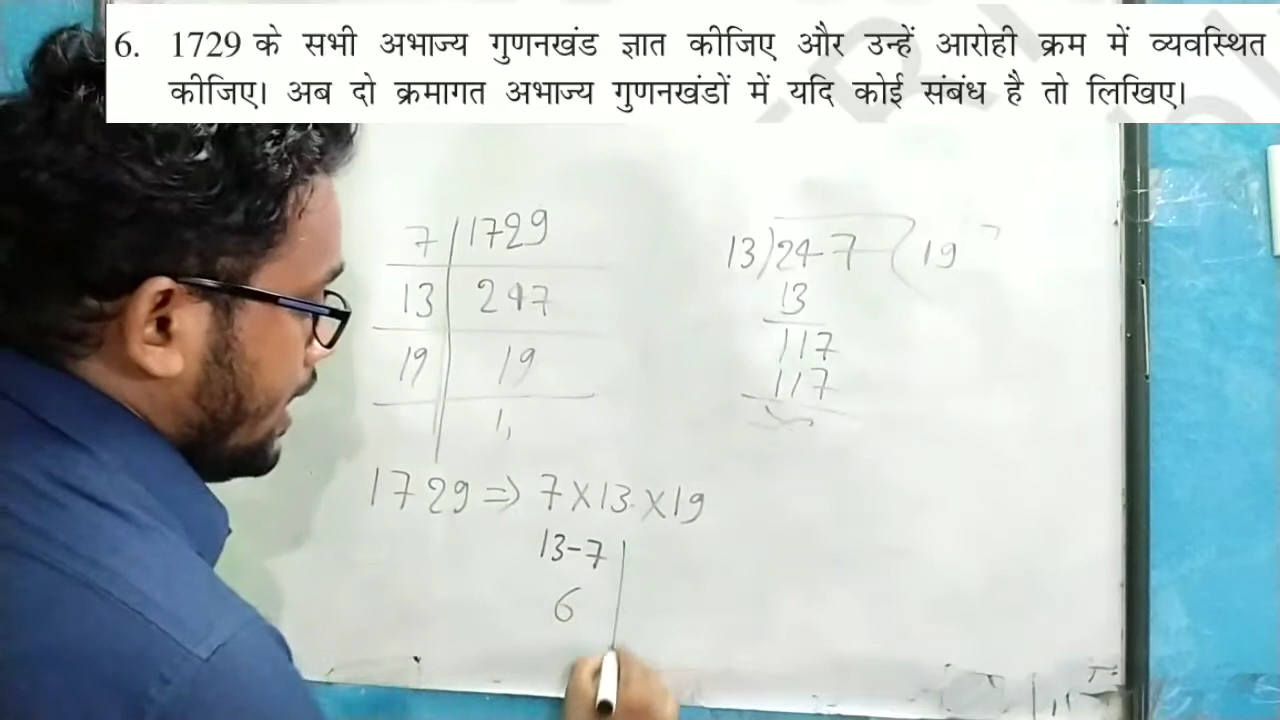 6. 1729 के सभी अभाज्य गुणनखंड ज्ञात कीजिए और उन्हें आरोही क्रम में व्यवस्थित
कीजिए। अब दो क्रमागत अभाज्य गुणनखंडों में यदि कोई संबंध है तो लिखिए।
7 | 1729
13 | 247
19 | 19
1,
13)247(19
13
117
117
1729 => 7×13×19
13-7 |
6